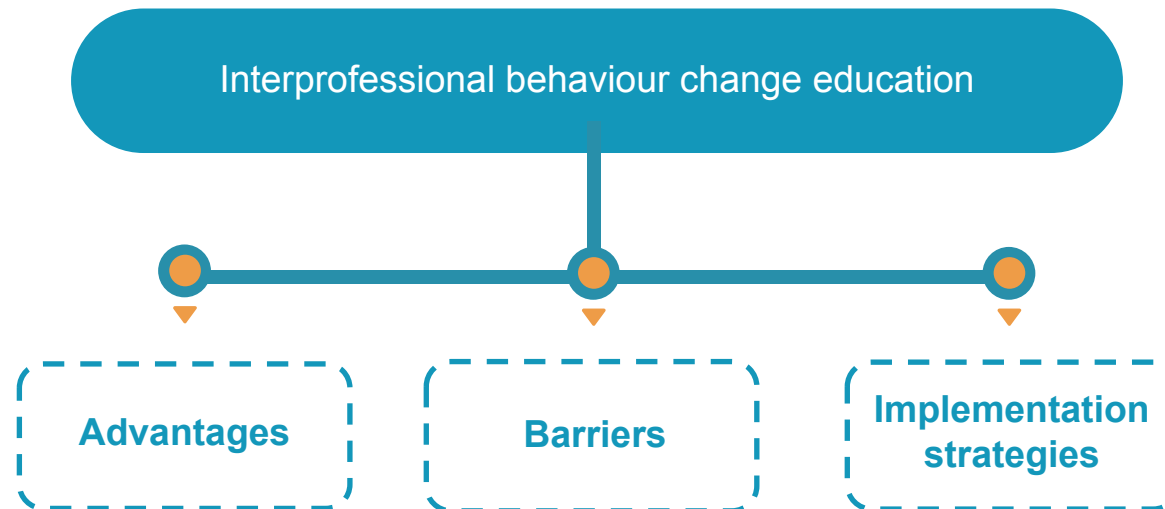 Interprofessional behaviour change education
Advantages
Barriers
Implementation
strategies